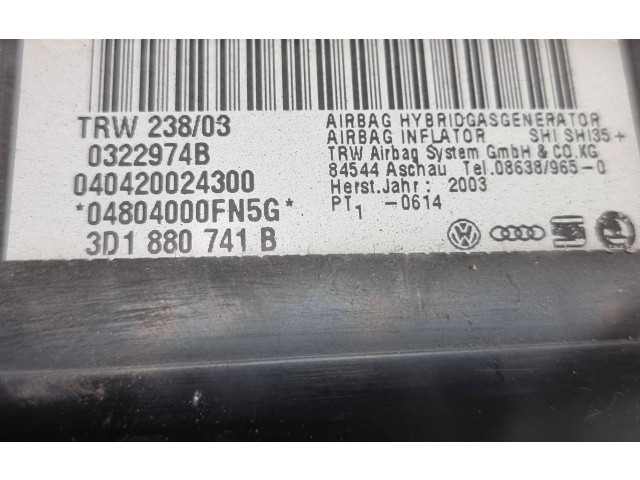 TRW 238/03
0322974B
040420024300
*04804000FN5G*
3D1 880 741 B
AIRBAG HYBRIDGASGENERATOR
AIRBAG INFLATOR SHI SHI35+
TRW Airbag System GmbH & CO.KG
84544 Aschau Tel.08638/965-0
Herst.Jahr: 2003
PT1 -0614